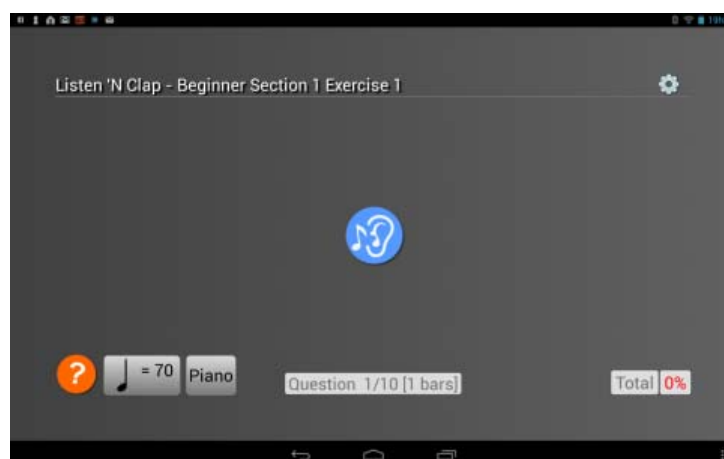 Listen 'N Clap - Beginner Section 1 Exercise 1
?
= 70
Piano
Question 1/10 [1 bars]
Total 0%